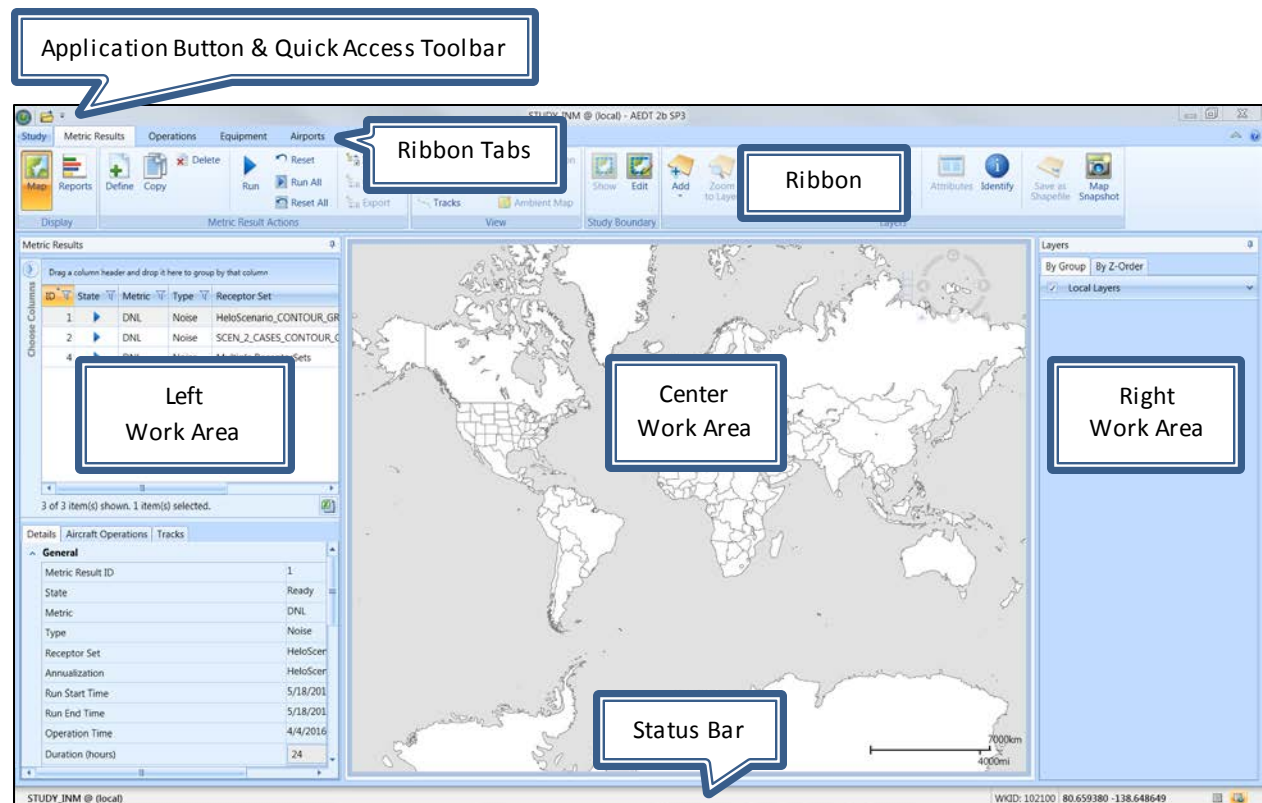 Application Button & Quick Access Toolbar
STUDY_INM @ (local) - AEDT 2b SP3
Study Metric Results Operations Equipment Airports
Ribbon Tabs
Ribbon
Map Reports Define Copy Delete Run Reset
Run All
Reset All Export Tracks Ambient Map
Show Edit Add Zoom to Layer Attributes Identify Save as Shapefile Map Snapshot
Display Metric Result Actions View Study Boundary Layers
Metric Results
Drag a column header and drop it here to group by that column
Choose Columns
ID State Metric Type Receptor Set
1 DNL Noise HeloScenario_CONTOUR_GR
2 DNL Noise SCEN_2_CASES_CONTOUR_
4
Left
Work Area
3 of 3 item(s) shown. 1 item(s) selected.
Details Aircraft Operations Tracks
General
Metric Result ID 1
State Ready
Metric DNL
Type Noise
Receptor Set HeloScer
Annualization HeloScer
Run Start Time 5/18/201
Run End Time 5/18/201
Operation Time 4/4/2016
Duration (hours) 24
Center
Work Area
Status Bar
7000km
4000mi
Layers
By Group By Z-Order
Local Layers
Right
Work Area
STUDY_INM @ (local)
WKID: 102100 80.659380 -138.648649